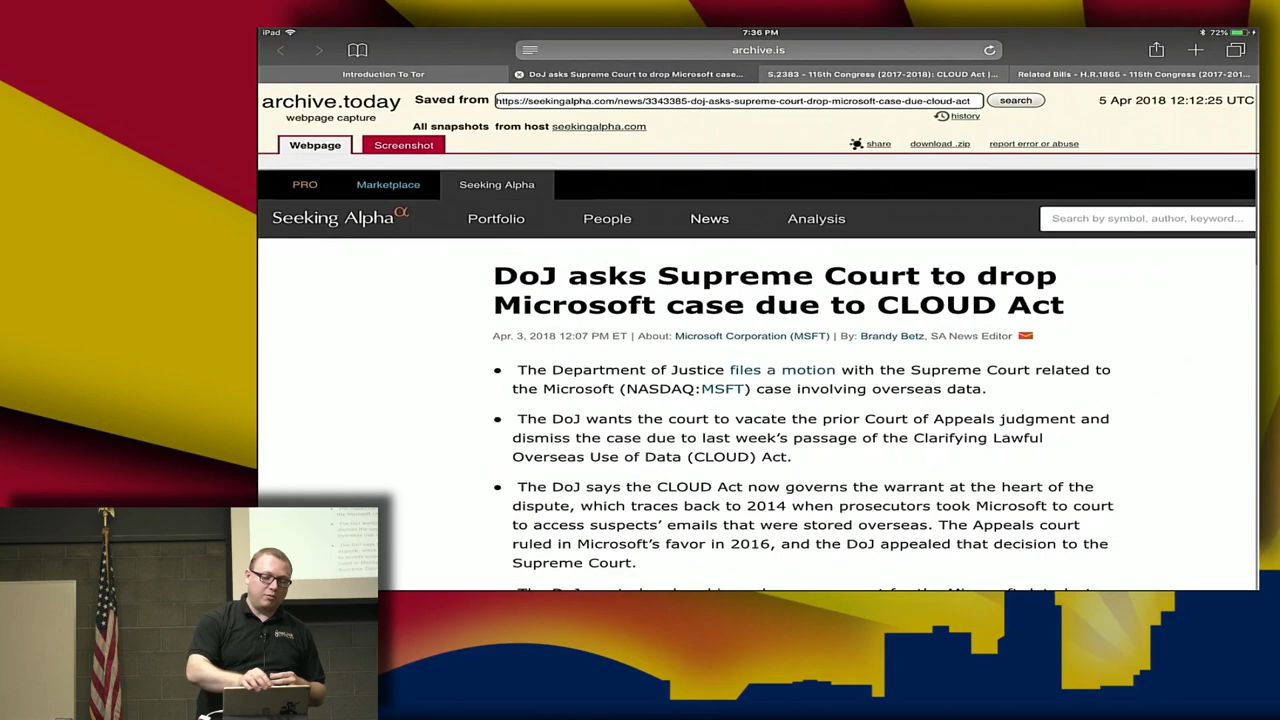 iPad
7:36 PM
72%
archive.is
Introduction To Tor
DoJ asks Supreme Court to drop Microsoft case...
S.2383 - 115th Congress (2017-2018): CLOUD Act |...
Related Bills - H.R.1865 - 115th Congress (2017-201...
archive.today
webpage capture
Saved from
https://seekingalpha.com/news/3343385-doj-asks-supreme-court-drop-microsoft-case-due-cloud-act
search
5 Apr 2018 12:12:25 UTC
history
All snapshots from host seekingalpha.com
Webpage
Screenshot
share
download .zip
report error or abuse
PRO
Marketplace
Seeking Alpha
Seeking Alpha α
Portfolio
People
News
Analysis
Search by symbol, author, keyword...
DoJ asks Supreme Court to drop
Microsoft case due to CLOUD Act
Apr. 3, 2018 12:07 PM ET | About: Microsoft Corporation (MSFT) | By: Brandy Betz, SA News Editor
• The Department of Justice files a motion with the Supreme Court related to
the Microsoft (NASDAQ:MSFT) case involving overseas data.
• The DoJ wants the court to vacate the prior Court of Appeals judgment and
dismiss the case due to last week's passage of the Clarifying Lawful
Overseas Use of Data (CLOUD) Act.
• The DoJ says the CLOUD Act now governs the warrant at the heart of the
dispute, which traces back to 2014 when prosecutors took Microsoft to court
to access suspects' emails that were stored overseas. The Appeals court
ruled in Microsoft's favor in 2016, and the DoJ appealed that decision to the
Supreme Court.